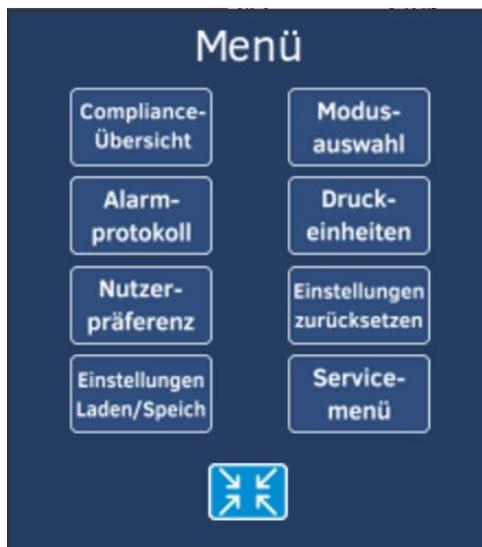 Menü
Compliance-
Übersicht
Modus-
auswahl
Alarm-
protokoll
Druck-
einheiten
Nutzer-
präferenz
Einstellungen
zurücksetzen
Einstellungen
Laden/Speich
Service-
menü